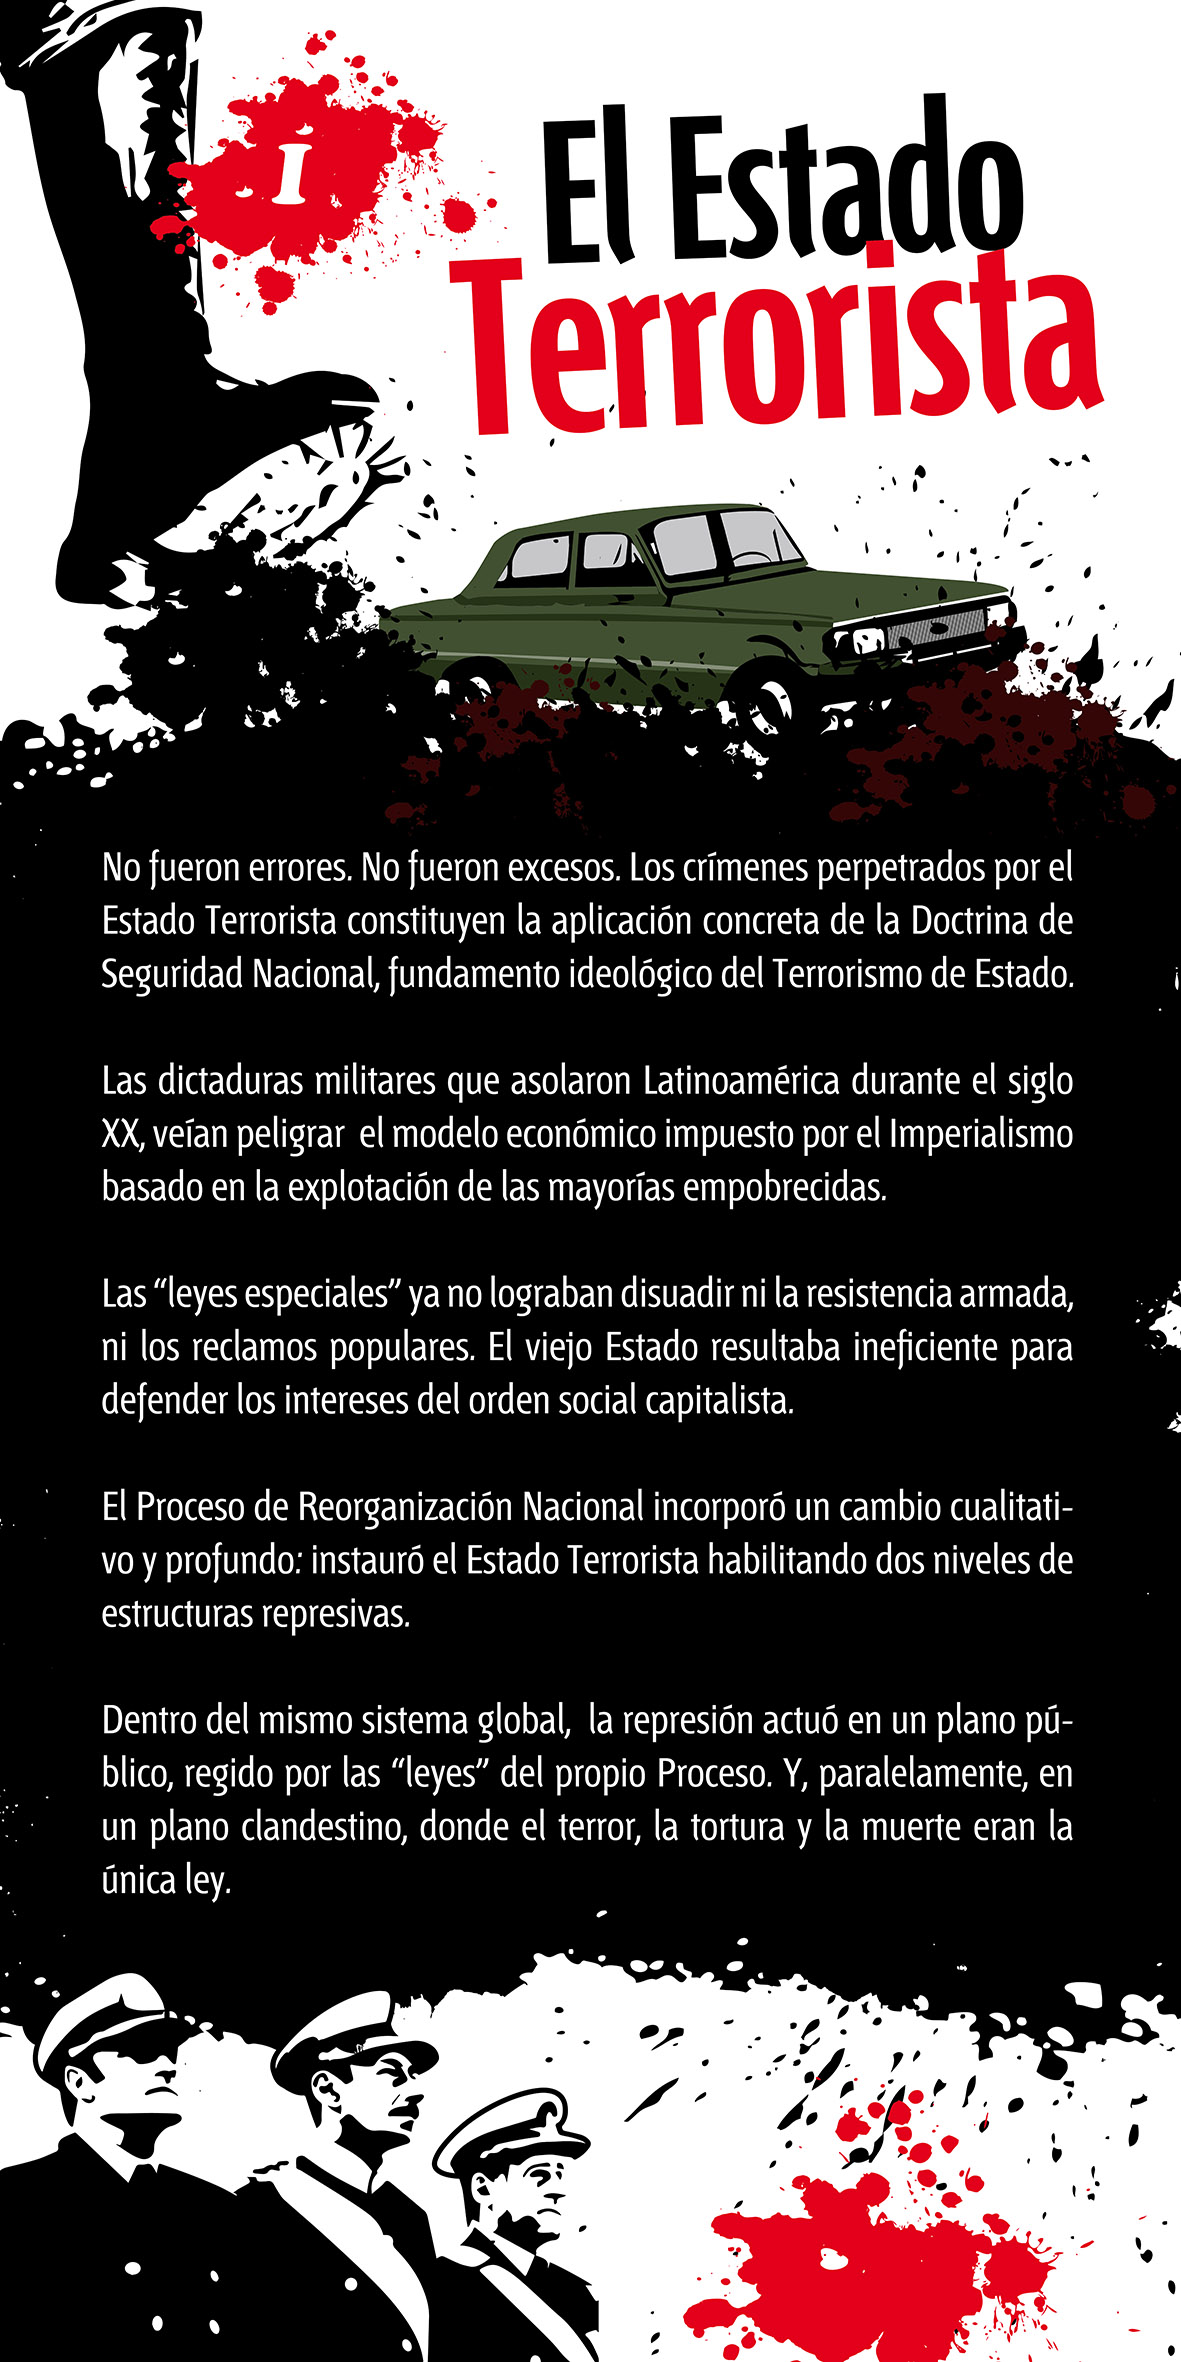 i
El Estado
Terrorista
No fueron errores. No fueron excesos. Los crímenes perpetrados por el
Estado Terrorista constituyen la aplicación concreta de la Doctrina de
Seguridad Nacional, fundamento ideológico del Terrorismo de Estado.
Las dictaduras militares que asolaron Latinoamérica durante el siglo
XX, veían peligrar  el modelo económico impuesto por el Imperialismo
basado en la explotación de las mayorías empobrecidas.
Las “leyes especiales” ya no lograban disuadir ni la resistencia armada,
ni los reclamos populares. El viejo Estado resultaba ineficiente para
defender los intereses del orden social capitalista.
El Proceso de Reorganización Nacional incorporó un cambio cualitati-
vo y profundo: instauró el Estado Terrorista habilitando dos niveles de
estructuras represivas.
Dentro del mismo sistema global,  la represión actuó en un plano pú-
blico, regido por las “leyes” del propio Proceso. Y, paralelamente, en
un plano clandestino, donde el terror, la tortura y la muerte eran la
única ley.